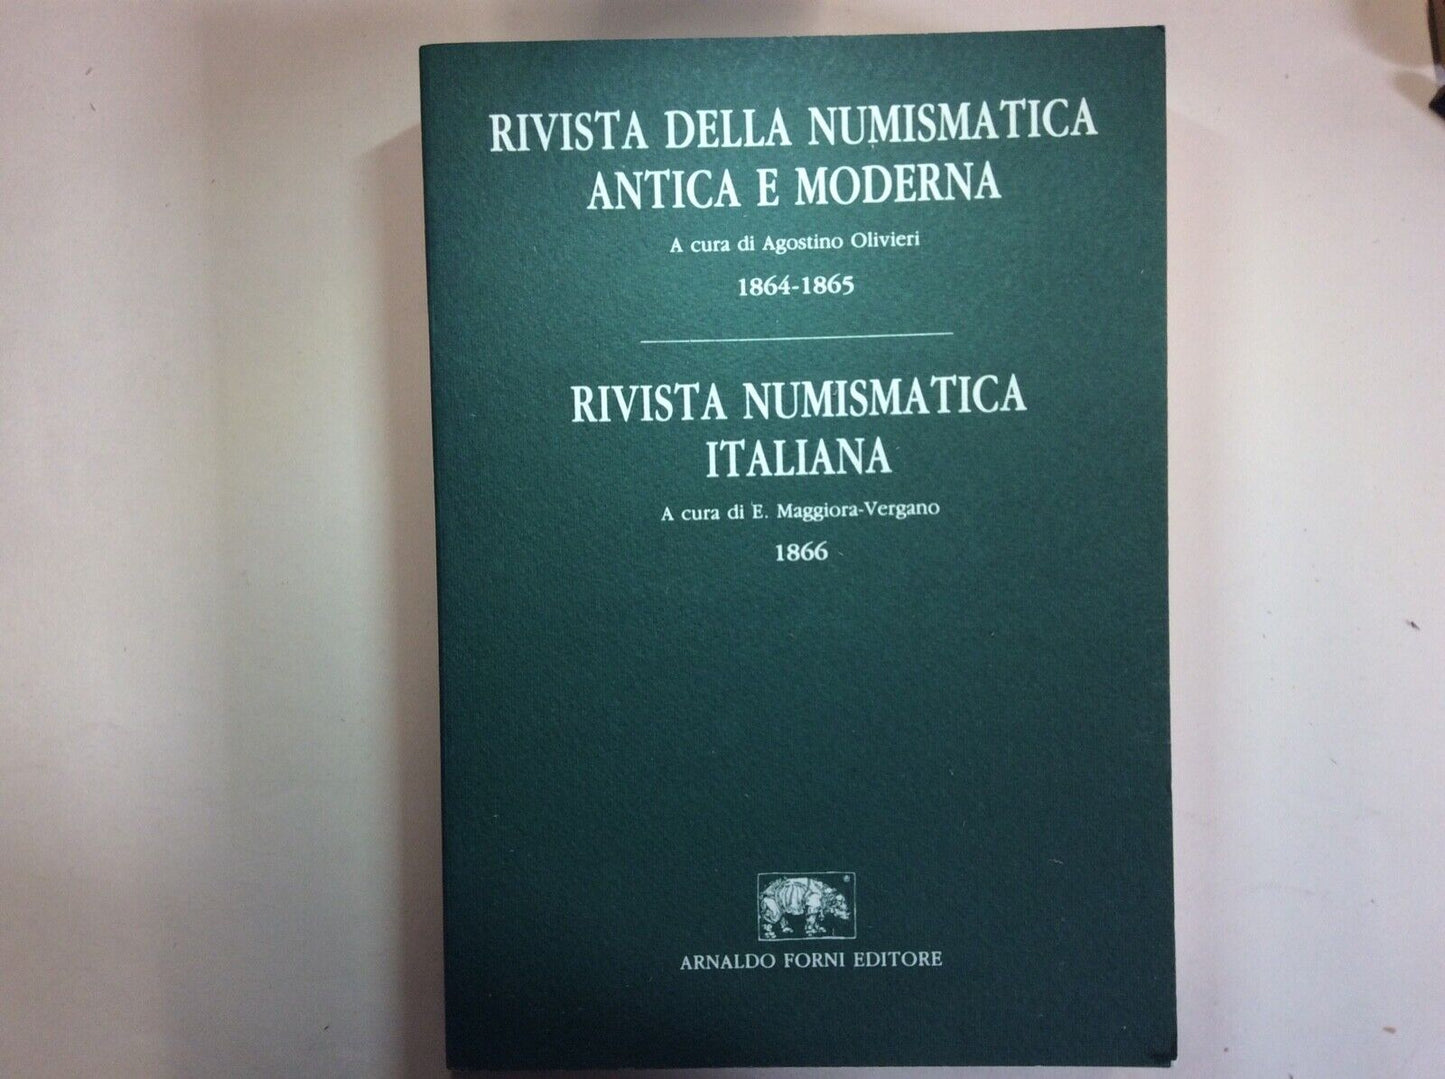 RIVISTA DELLA NUMISMATICA
ANTICA E MODERNA
A cura di Agostino Olivieri
1864-1865
RIVISTA NUMISMATICA
ITALIANA
A cura di E. Maggiora-Vergano
1866
ARNALDO FORNI EDITORE